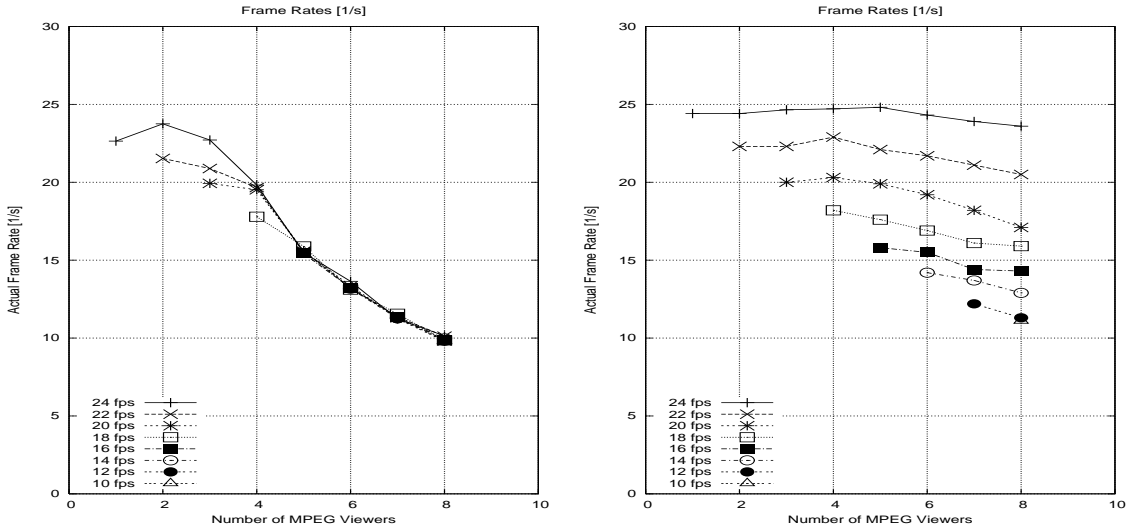 Frame Rates [1/s]
30
25
20
15
10
5
0
Actual Frame Rate [1/s]
24 fps
22 fps
20 fps
18 fps
16 fps
14 fps
12 fps
10 fps
0 2 4 6 8 10
Number of MPEG Viewers
Frame Rates [1/s]
30
25
20
15
10
5
0
Actual Frame Rate [1/s]
24 fps
22 fps
20 fps
18 fps
16 fps
14 fps
12 fps
10 fps
0 2 4 6 8 10
Number of MPEG Viewers